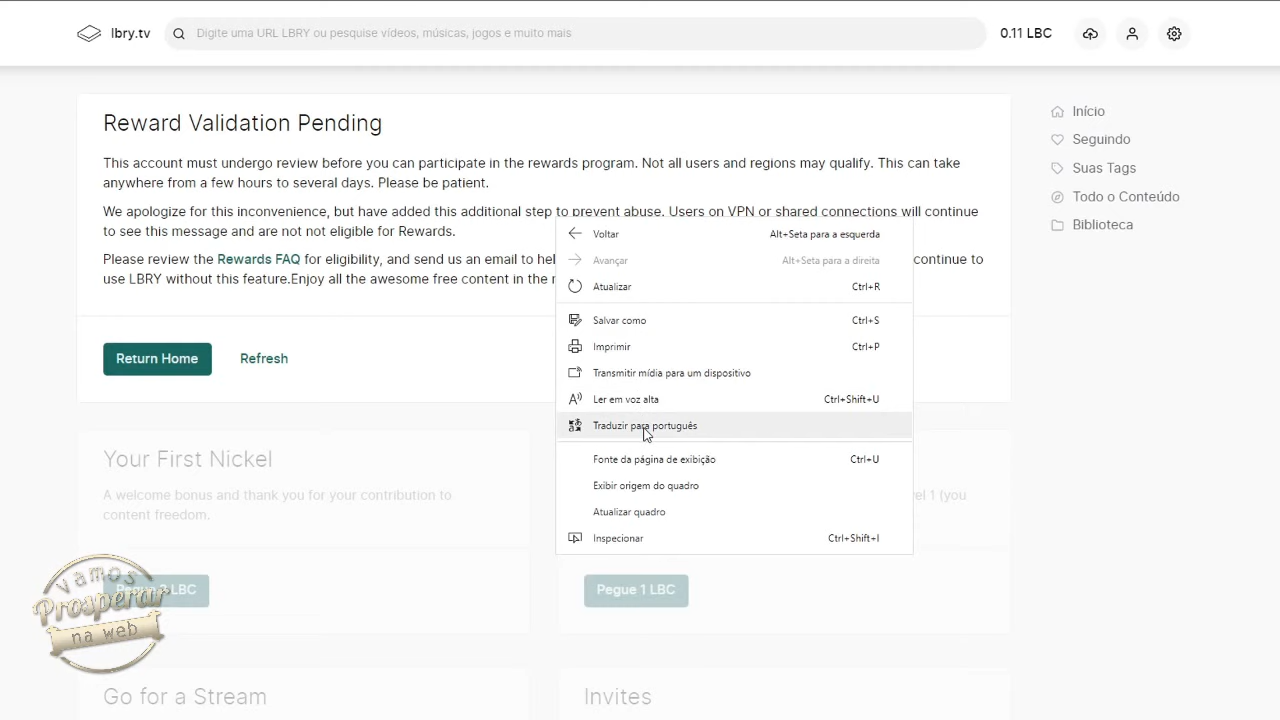 lbry.tv
Digite uma URL LBRY ou pesquise vídeos, músicas, jogos e muito mais
0.11 LBC
Reward Validation Pending
This account must undergo review before you can participate in the rewards program. Not all users and regions may qualify. This can take
anywhere from a few hours to several days. Please be patient.
We apologize for this inconvenience, but have added this additional step to prevent abuse. Users on VPN or shared connections will continue
to see this message and are not not eligible for Rewards.
Please review the Rewards FAQ for eligibility, and send us an email to continue to
use LBRY without this feature.Enjoy all the awesome free content in the
Return Home
Refresh
Início
Seguindo
Suas Tags
Todo o Conteúdo
Biblioteca
Voltar Alt+Seta para a esquerda
Avançar Alt+Seta para a direita
Atualizar Ctrl+R
Salvar como Ctrl+S
Imprimir Ctrl+P
Transmitir mídia para um dispositivo
Ler em voz alta Ctrl+Shift+U
Traduzir para português
Fonte da página de exibição Ctrl+U
Exibir origem do quadro
Atualizar quadro
Inspecionar Ctrl+Shift+I
Your First Nickel
A welcome bonus and thank you for your contribution to
content freedom.
vel 1 (you
Pegue 3 LBC
Pegue 1 LBC
vamos
Prosperar
na web
Go for a Stream
Invites